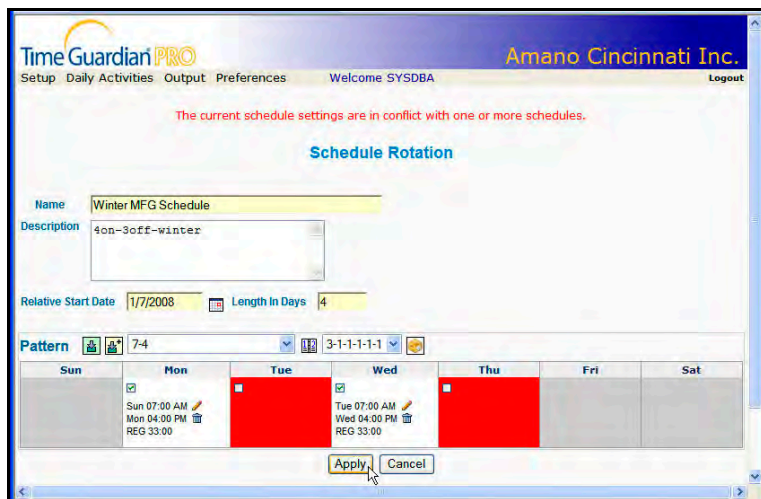 Time Guardian PRO
Amano Cincinnati Inc.
Setup Daily Activities Output Preferences Welcome SYSDBA Logout
The current schedule settings are in conflict with one or more schedules.
Schedule Rotation
Name Winter MFG Schedule
Description 4on-3off-winter
Relative Start Date 1/7/2008 Length In Days 4
Pattern 7-4 3-1-1-1-1-1
Sun Mon Tue Wed Thu Fri Sat
Sun 07:00 AM
Mon 04:00 PM
REG 33:00
Tue 07:00 AM
Wed 04:00 PM
REG 33:00
Apply Cancel